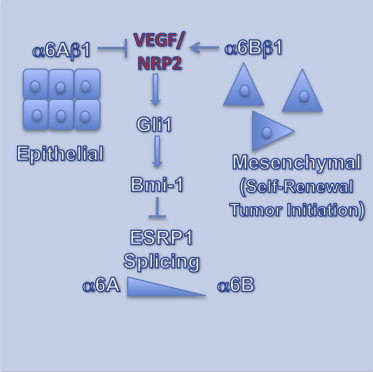 α6Aβ1
VEGF/
NRP2
α6Bβ1
Gli1
Epithelial
Mesenchymal
(Self-Renewal
Tumor Initiation)
Bmi-1
ESRP1
Splicing
α6A
α6B